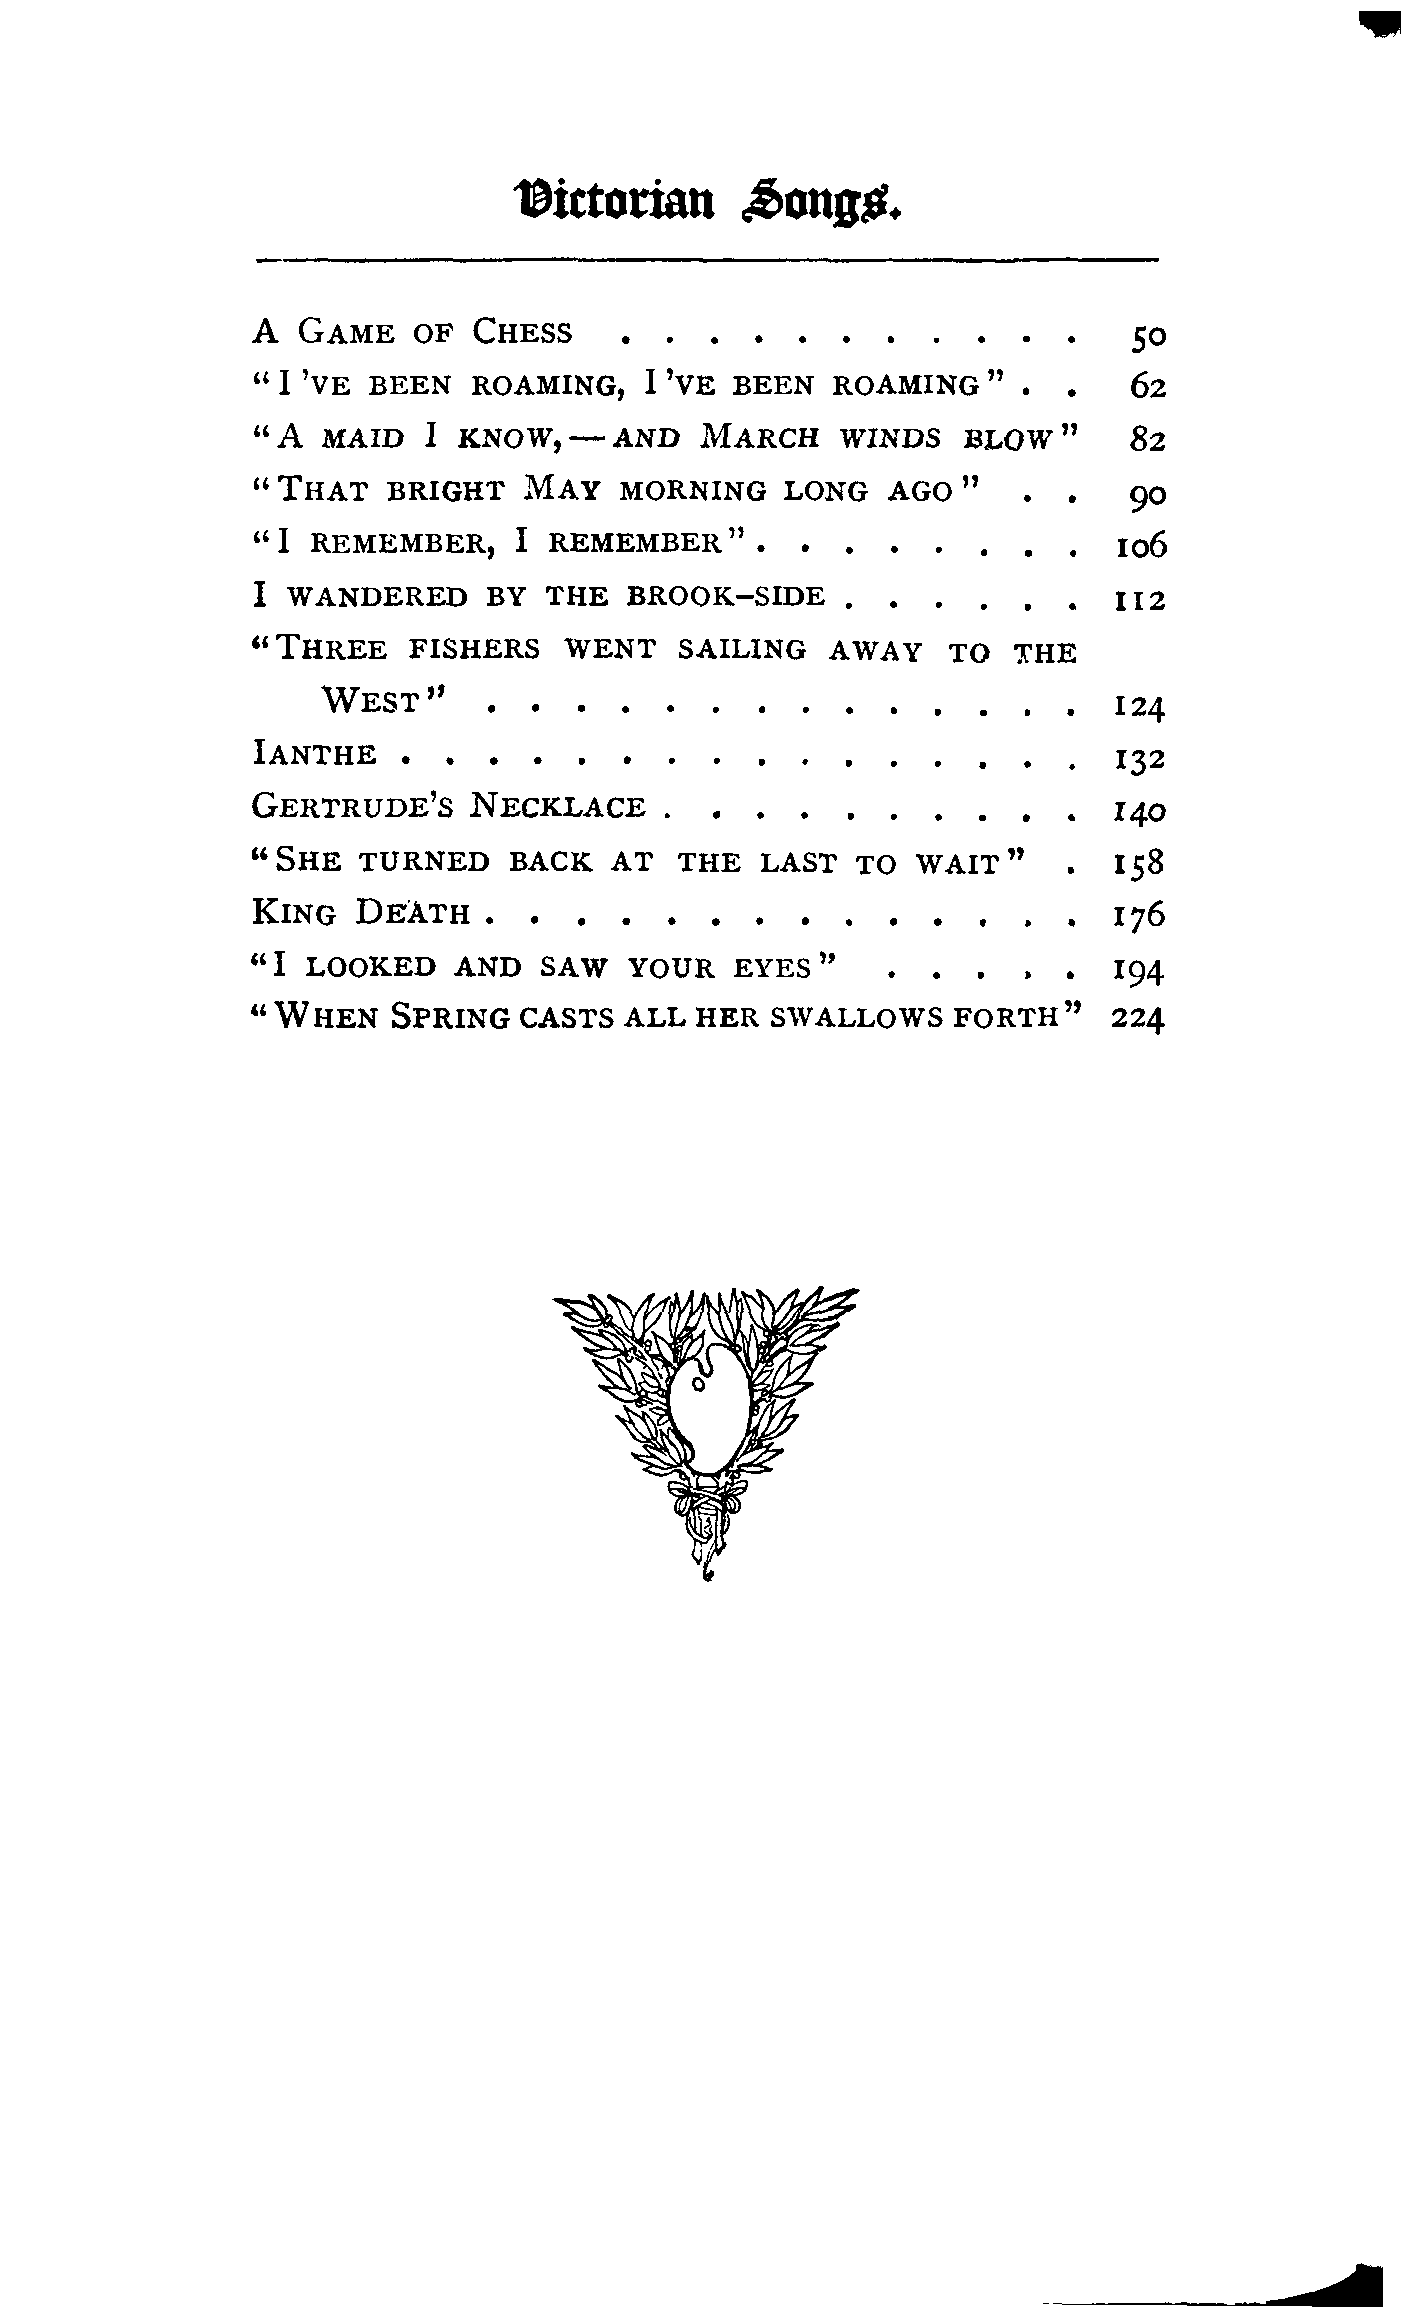 Victorian Songs.
A Game of Chess . . . . . . . . . . . 50
“I ’ve been roaming, I ’ve been roaming” . . 62
“A maid I know,—and March winds blow” 82
“That bright May morning long ago” . . 90
“I remember, I remember” . . . . . . . . 106
I wandered by the brook-side . . . . . . 112
“Three fishers went sailing away to the
West” . . . . . . . . . . . . . . 124
Ianthe . . . . . . . . . . . . . . . . 132
Gertrude’s Necklace . . . . . . . . . . 140
“She turned back at the last to wait” . 158
King Death . . . . . . . . . . . . . . 176
“I looked and saw your eyes” . . . . . 194
“When Spring casts all her swallows forth” 224